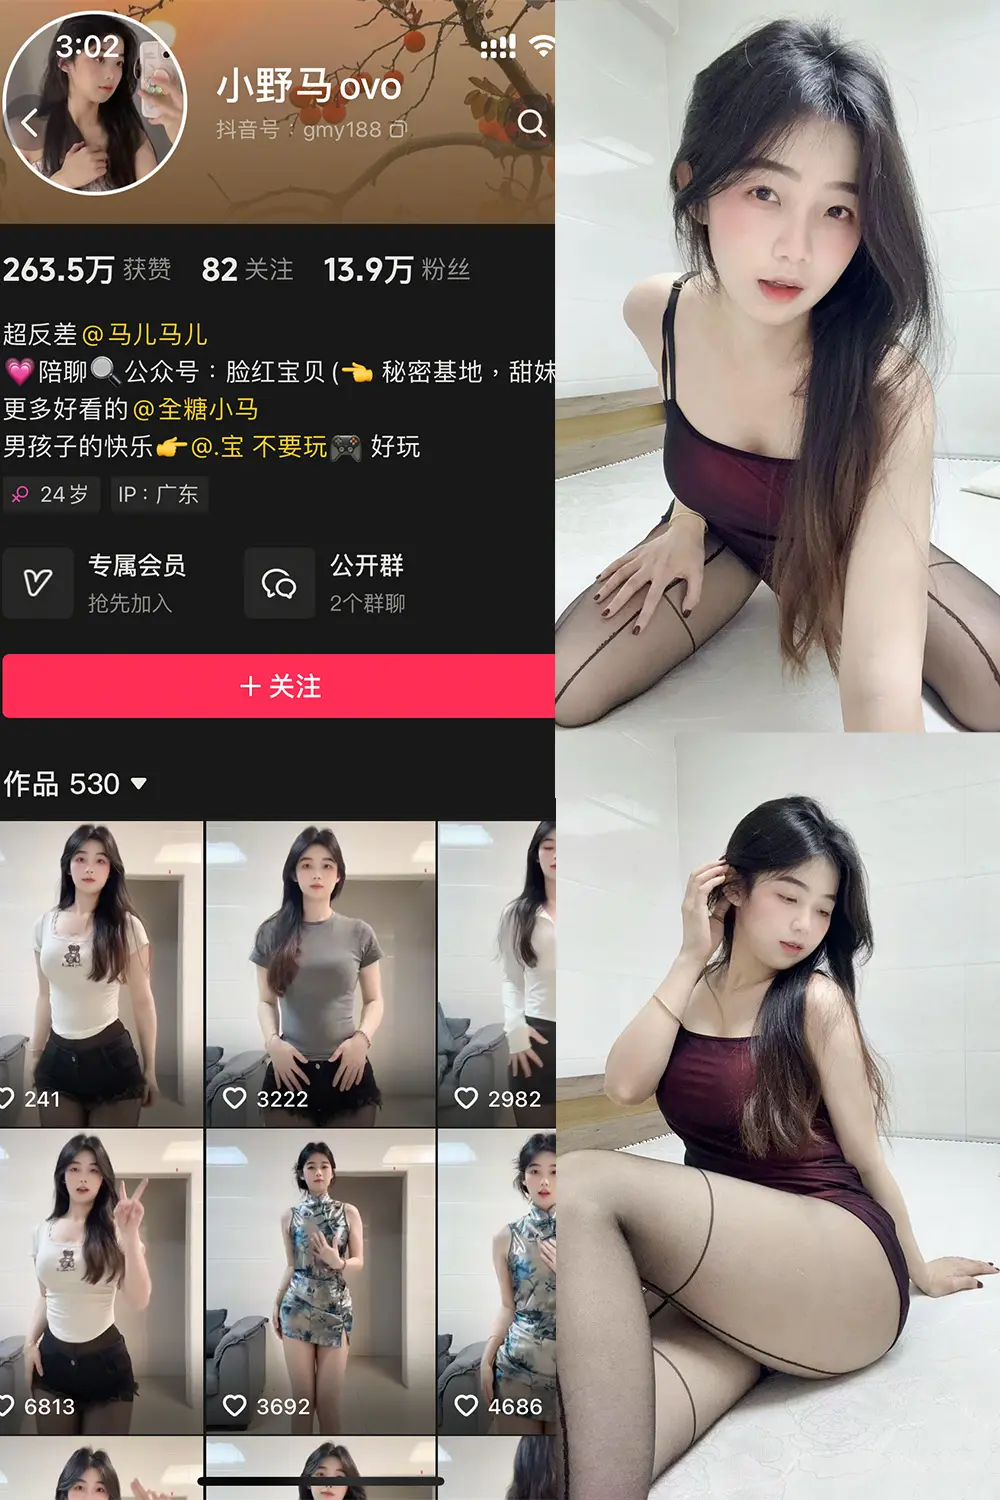 3:02
小野马ovo
抖音号：gmy188
263.5万 获赞 82 关注 13.9万 粉丝
超反差@马儿马儿
💗陪聊🔍公众号：脸红宝贝(👈 秘密基地，甜妹
更多好看的@全糖小马
男孩子的快乐👉@.宝 不要玩🎮 好玩
24岁 IP：广东
专属会员 公开群
抢先加入 2个群聊
+ 关注
作品 530
241 3222 2982
6813 3692 4686